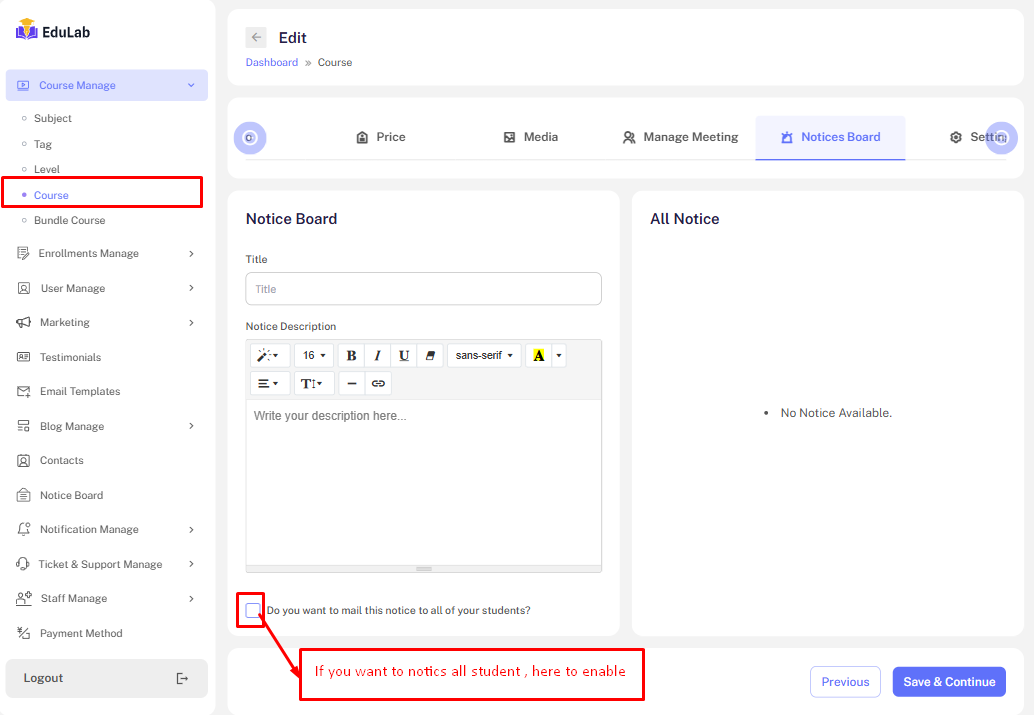 EduLab
Course Manage
Subject
Tag
Level
Course
Bundle Course
Enrollments Manage
User Manage
Marketing
Testimonials
Email Templates
Blog Manage
Contacts
Notice Board
Notification Manage
Ticket & Support Manage
Staff Manage
Payment Method
Logout
Edit
Dashboard » Course
Price
Media
Manage Meeting
Notices Board
Notice Board
Title
Title
Notice Description
16
B I U
sans-serif
A
T
Write your description here...
Do you want to mail this notice to all of your students?
If you want to notics all student , here to enable
All Notice
• No Notice Available.
Previous
Save & Continue